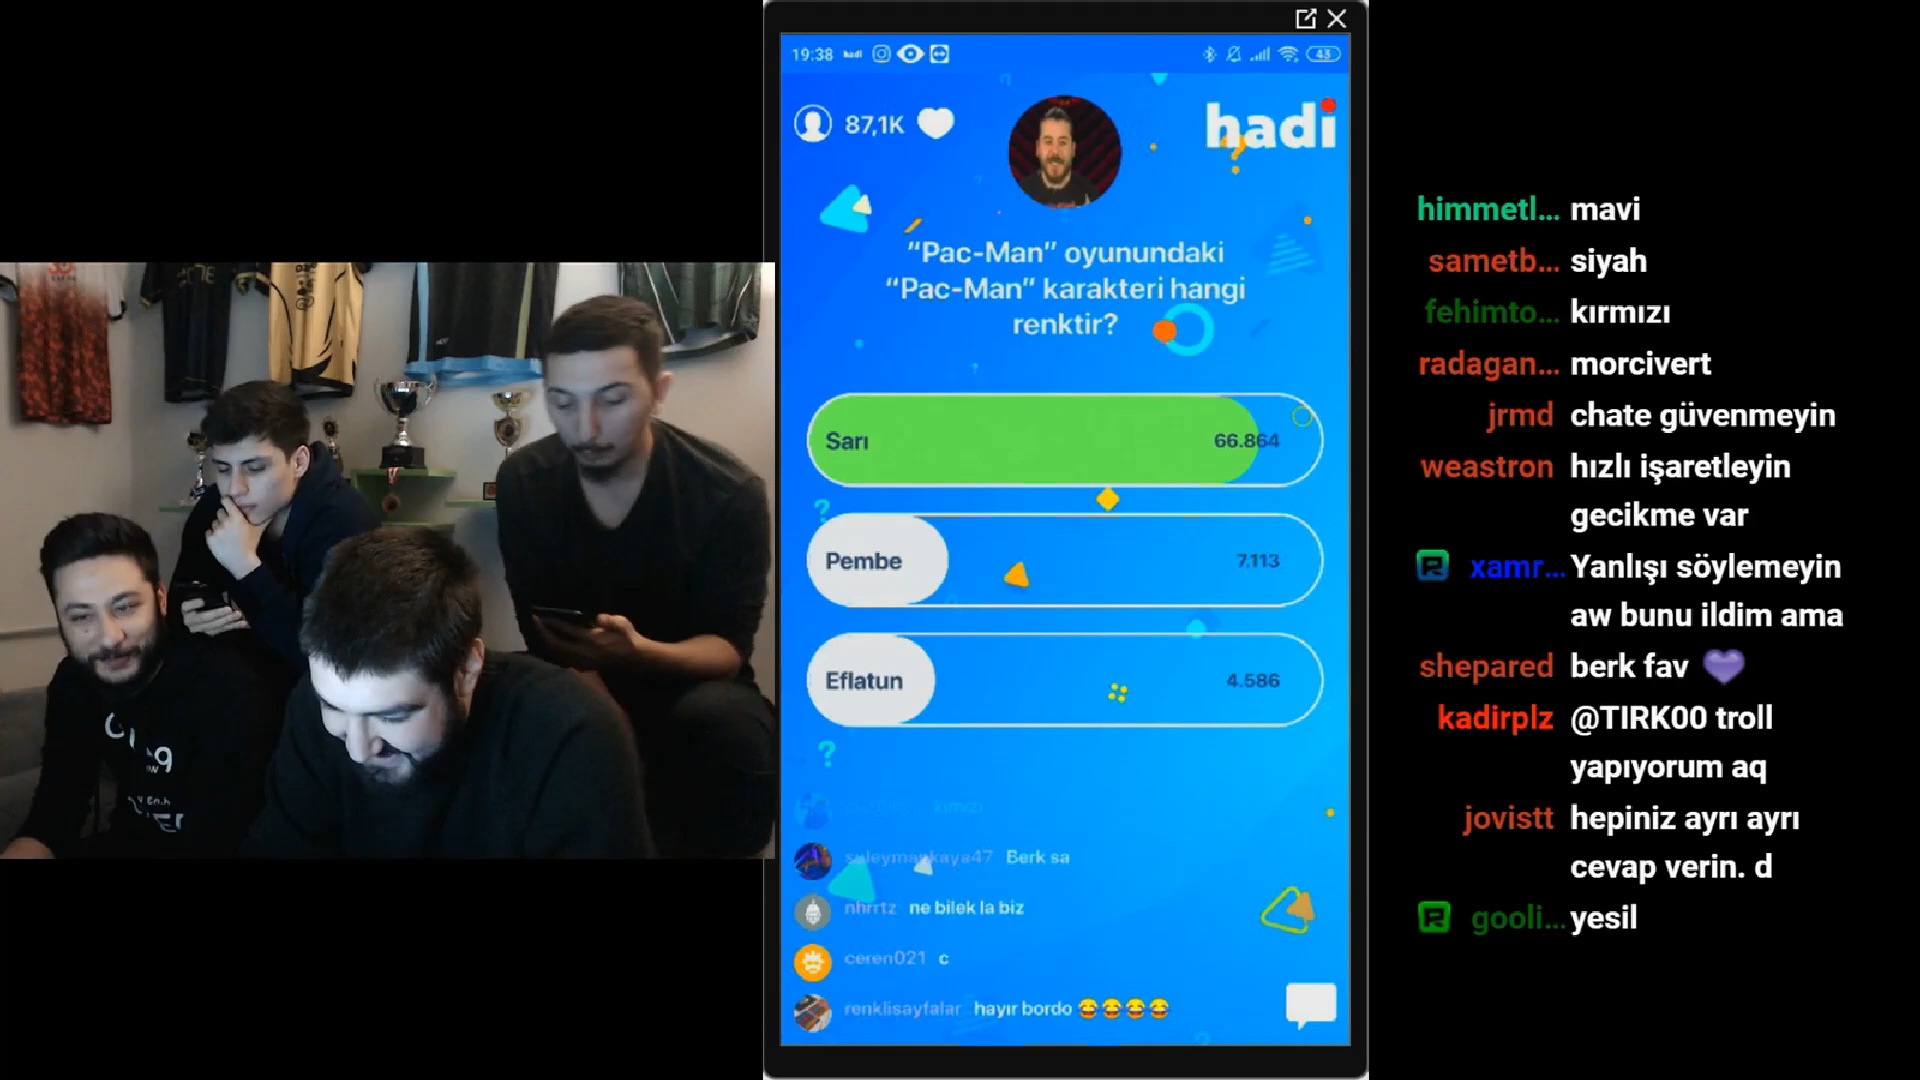 19:38
hadi
43
87,1K
hadi
"Pac-Man" oyunundaki
"Pac-Man" karakteri hangi
renktir?
Sarı 66.864
Pembe 7.113
Eflatun 4.586
suleymankaya47 Berk sa
nhrrtz ne bilek la biz
ceren021 c
renklisayfalar hayır bordo 😂😂😂😂
himmetl... mavi
sametb... siyah
fehimto... kırmızı
radagan... morcivert
jrmd chate güvenmeyin
weastron hızlı işaretleyin
gecikme var
xamr... Yanlışı söylemeyin
aw bunu ildim ama
shepared berk fav 💜
kadirplz @TIRK00 troll
yapıyorum aq
jovistt hepiniz ayrı ayrı
cevap verin. d
gooli... yesil